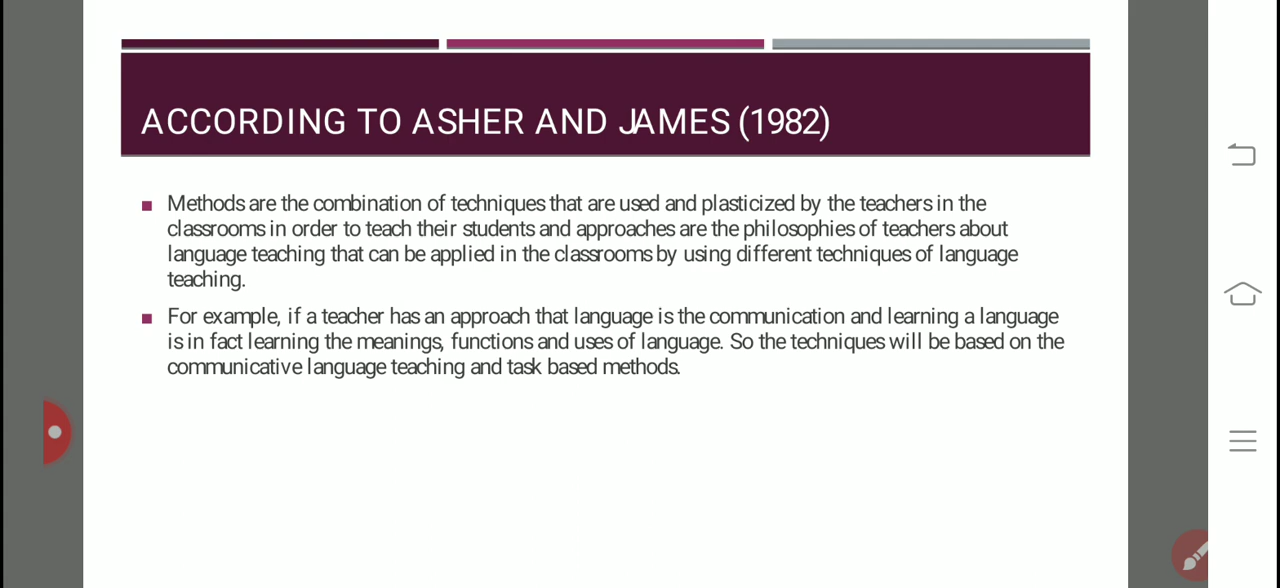 ACCORDING TO ASHER AND JAMES (1982)
Methods are the combination of techniques that are used and plasticized by the teachers in the
classrooms in order to teach their students and approaches are the philosophies of teachers about
language teaching that can be applied in the classrooms by using different techniques of language
teaching.
For example, if a teacher has an approach that language is the communication and learning a language
is in fact learning the meanings, functions and uses of language. So the techniques will be based on the
communicative language teaching and task based methods.